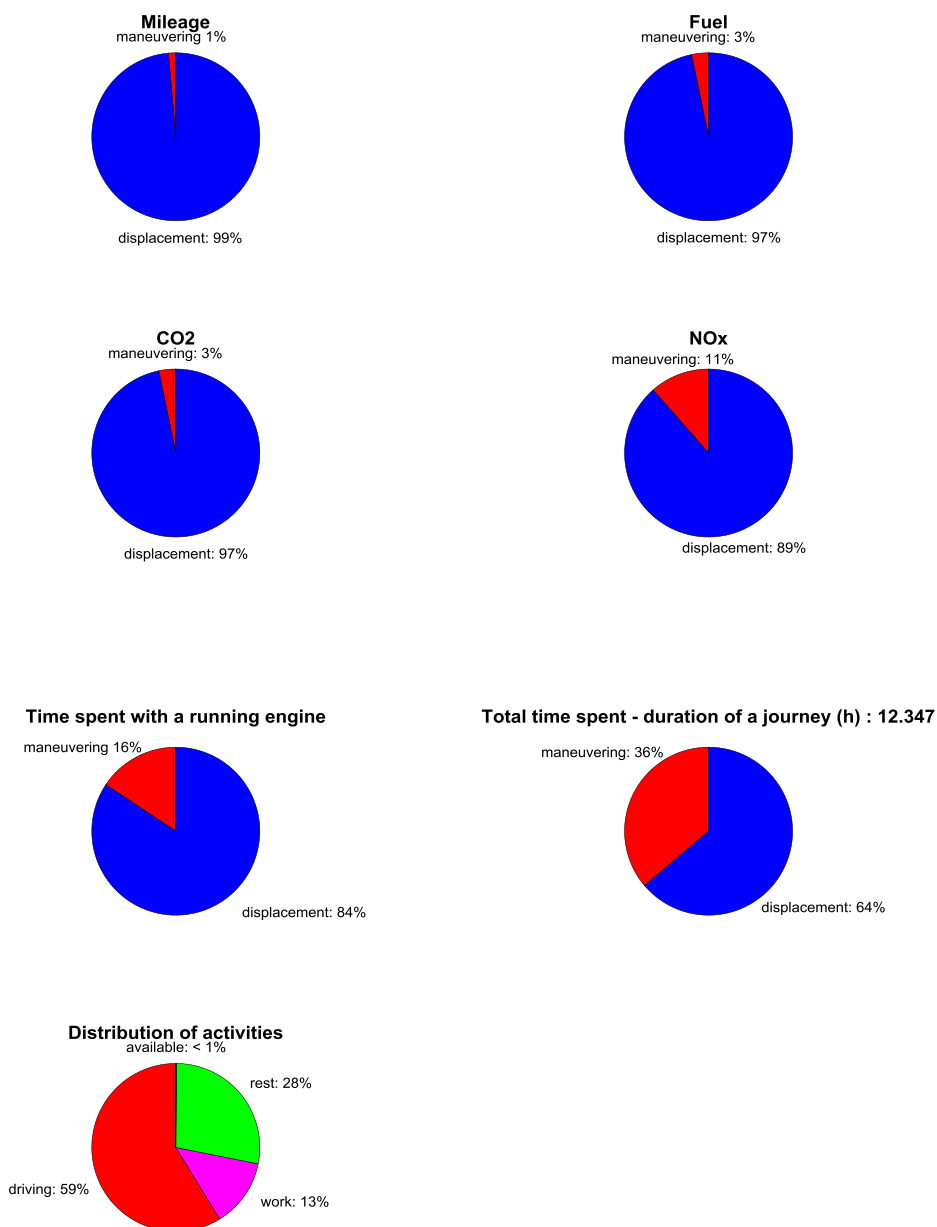 Mileage
maneuvering 1%
displacement: 99%
Fuel
maneuvering: 3%
displacement: 97%
CO2
maneuvering: 3%
displacement: 97%
NOx
maneuvering: 11%
displacement: 89%
Time spent with a running engine
maneuvering 16%
displacement: 84%
Total time spent - duration of a journey (h) : 12.347
maneuvering: 36%
displacement: 64%
Distribution of activities
available: < 1%
rest: 28%
driving: 59%
work: 13%